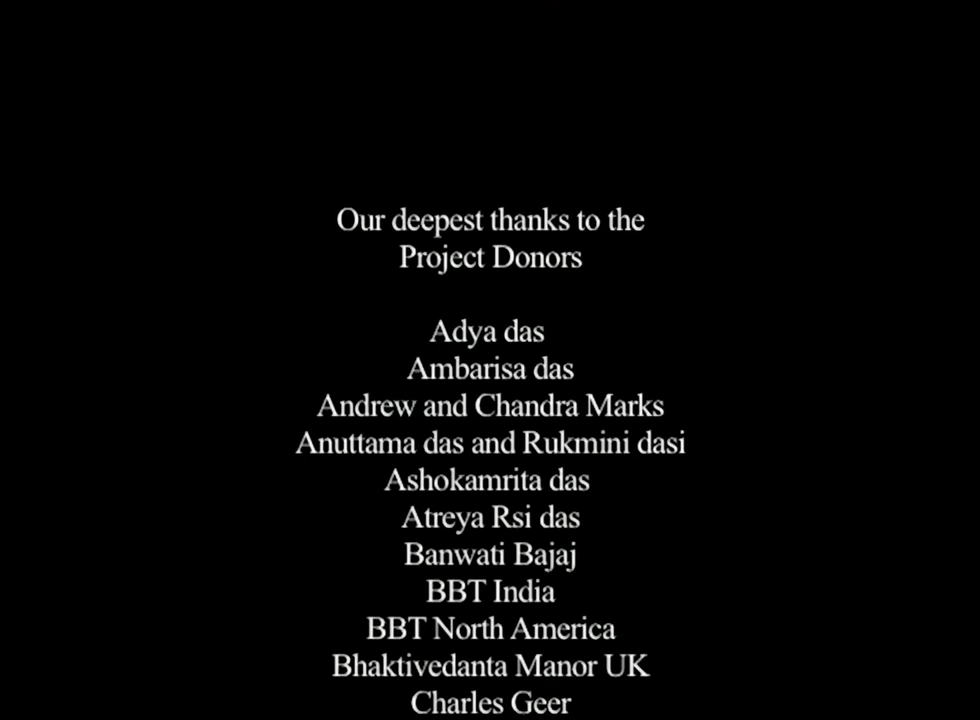 Our deepest thanks to the
Project Donors
Adya das
Ambarisa das
Andrew and Chandra Marks
Anuttama das and Rukmini dasi
Ashokamrita das
Atreya Rsi das
Banwati Bajaj
BBT India
BBT North America
Bhaktivedanta Manor UK
Charles Geer